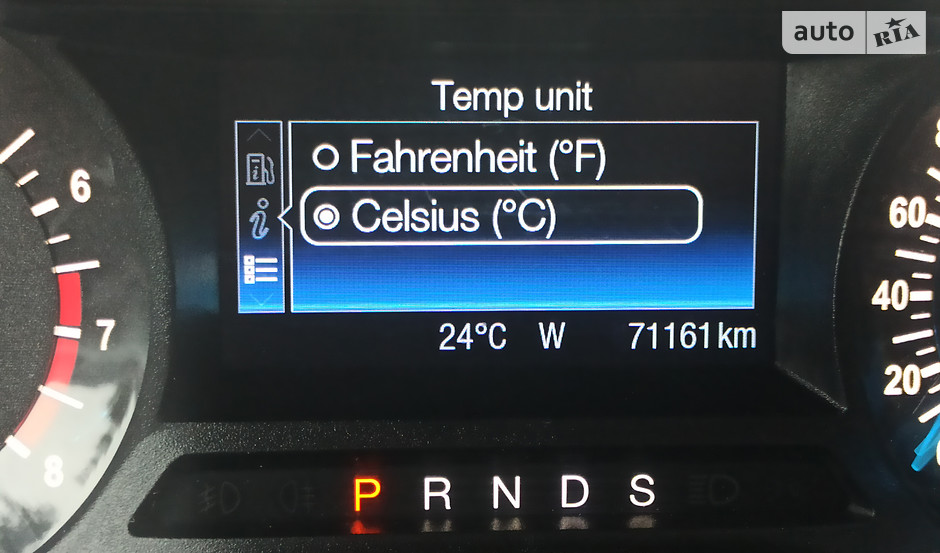 auto RIA
Temp unit
Fahrenheit (°F)
Celsius (°C)
24°C W 71161 km
6
7
8
60
40
20
P R N D S